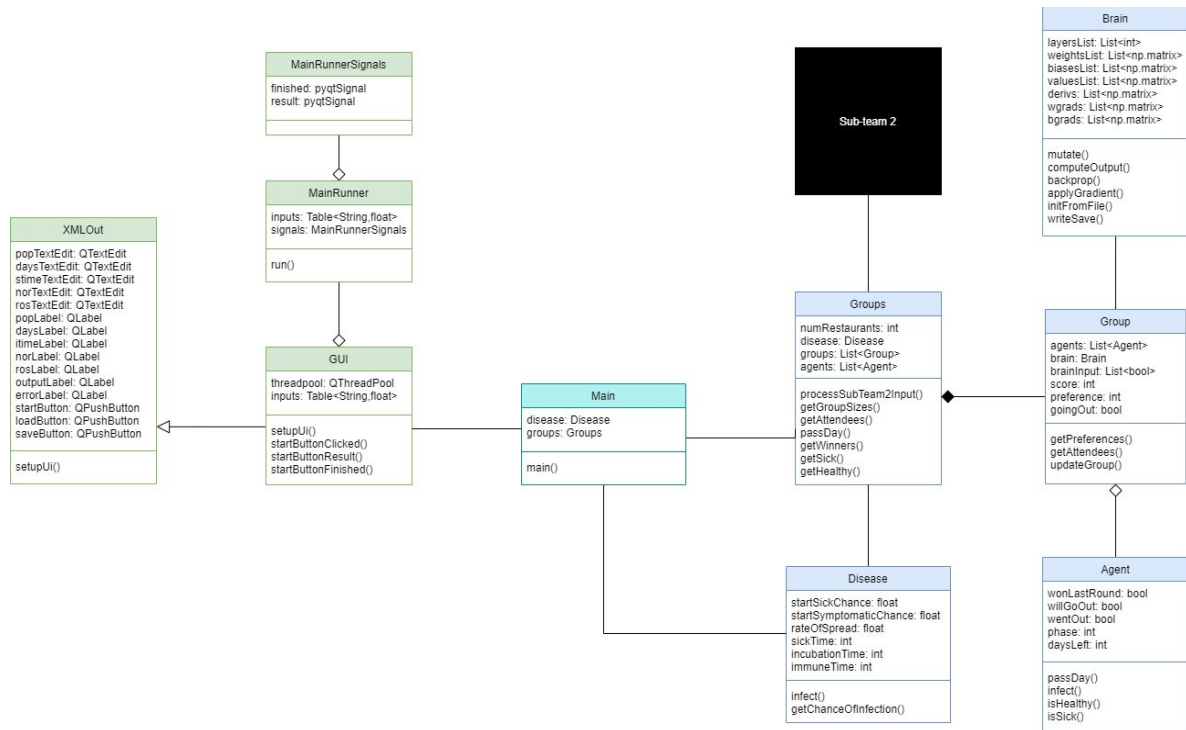 MainRunnerSignals
finished: pyqtSignal
result: pyqtSignal
MainRunner
inputs: Table<String,float>
signals: MainRunnerSignals
run()
XMLOut
popTextEdit: QTextEdit
daysTextEdit: QTextEdit
stimeTextEdit: QTextEdit
norTextEdit: QTextEdit
rosTextEdit: QTextEdit
popLabel: QLabel
daysLabel: QLabel
itimeLabel: QLabel
norLabel: QLabel
rosLabel: QLabel
outputLabel: QLabel
errorLabel: QLabel
startButton: QPushButton
loadButton: QPushButton
saveButton: QPushButton
setupUi()
GUI
threadpool: QThreadPool
inputs: Table<String,float>
setupUi()
startButtonClicked()
startButtonResult()
startButtonFinished()
Main
disease: Disease
groups: Groups
main()
Sub-team 2
Groups
numRestaurants: int
disease: Disease
groups: List<Group>
agents: List<Agent>
processSubTeam2Input()
getGroupSizes()
getAttendees()
passDay()
getWinners()
getSick()
getHealthy()
Disease
startSickChance: float
startSymptomaticChance: float
rateOfSpread: float
sickTime: int
incubationTime: int
immuneTime: int
infect()
getChanceOfInfection()
Brain
layersList: List<int>
weightsList: List<np.matrix>
biasesList: List<np.matrix>
valuesList: List<np.matrix>
derivs: List<np.matrix>
wgrads: List<np.matrix>
bgrads: List<np.matrix>
mutate()
computeOutput()
backprop()
applyGradient()
initFromFile()
writeSave()
Group
agents: List<Agent>
brain: Brain
brainInput: List<bool>
score: int
preference: int
goingOut: bool
getPreferences()
getAttendees()
updateGroup()
Agent
wonLastRound: bool
willGoOut: bool
wentOut: bool
phase: int
daysLeft: int
passDay()
infect()
isHealthy()
isSick()